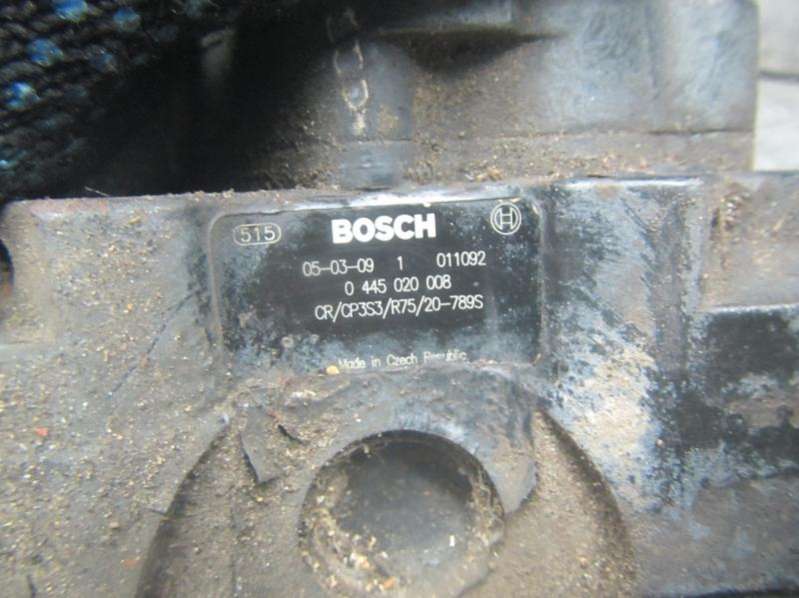 515 BOSCH
05-03-09 1 011092
0 445 020 008
CR/CP3S3/R75/20-789S
Made in Czech Republic